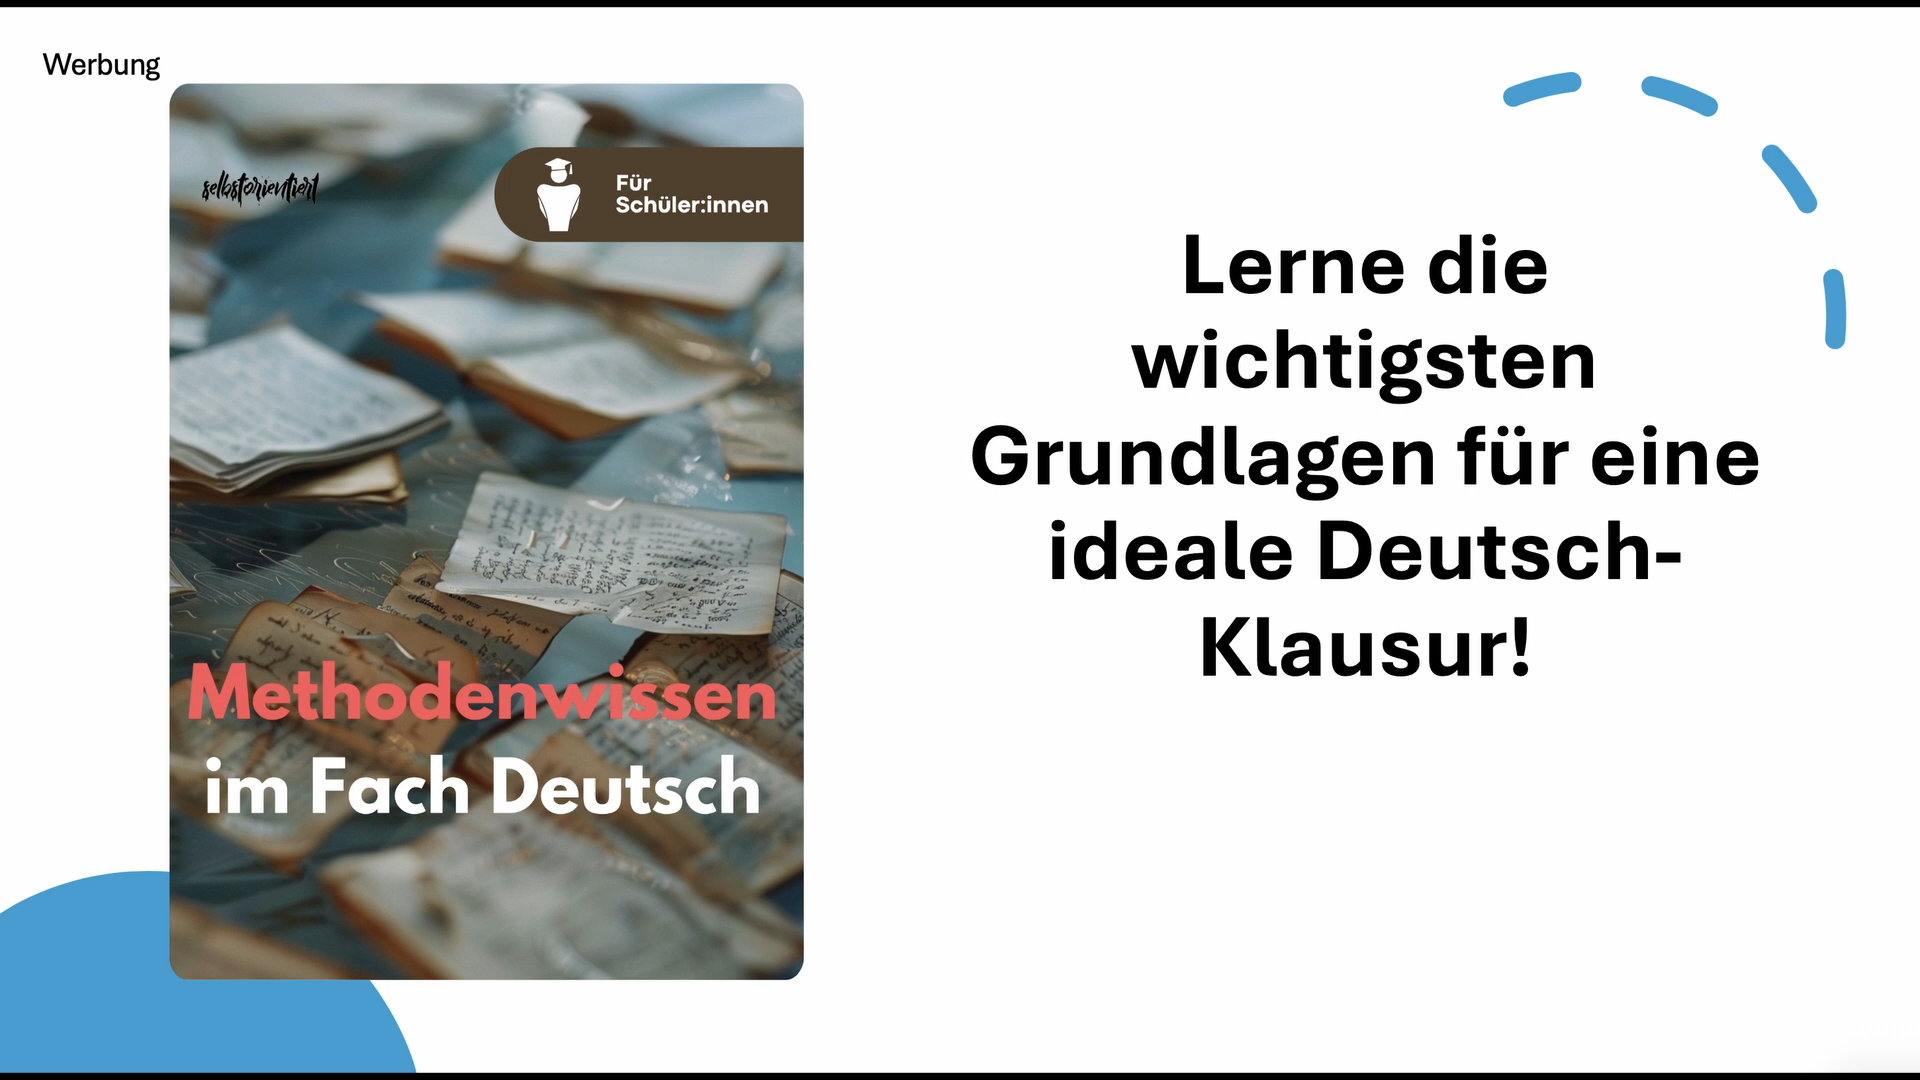 Werbung
selbstorientiert
Für
Schüler:innen
Methodenwissen
im Fach Deutsch
Lerne die
wichtigsten
Grundlagen für eine
ideale Deutsch-
Klausur!